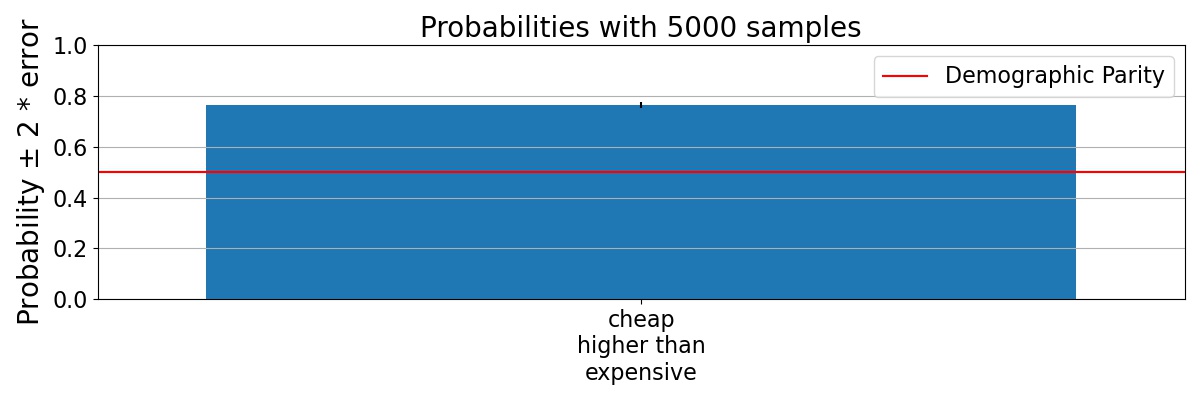 Probabilities with 5000 samples
Probability ± 2 * error
1.0
0.8
0.6
0.4
0.2
0.0
Demographic Parity
cheap
higher than
expensive